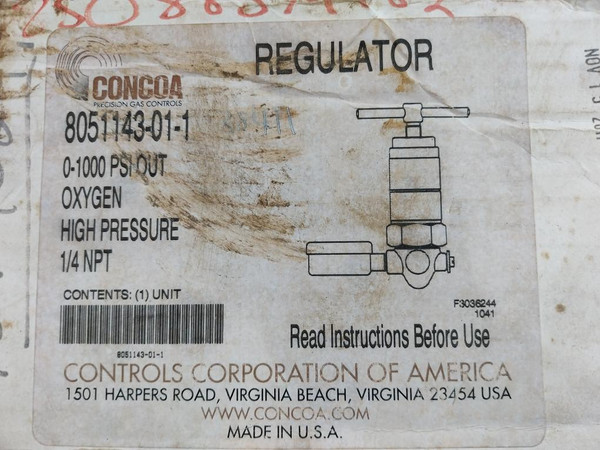 REGULATOR
CONCOA
PRECISION GAS CONTROLS
8051143-01-1
0-1000 PSI OUT
OXYGEN
HIGH PRESSURE
1/4 NPT
CONTENTS: (1) UNIT
8051143-01-1
F3036244
1041
Read Instructions Before Use
CONTROLS CORPORATION OF AMERICA
1501 HARPERS ROAD, VIRGINIA BEACH, VIRGINIA 23454 USA
WWW.CONCOA.COM
MADE IN U.S.A.
NOV